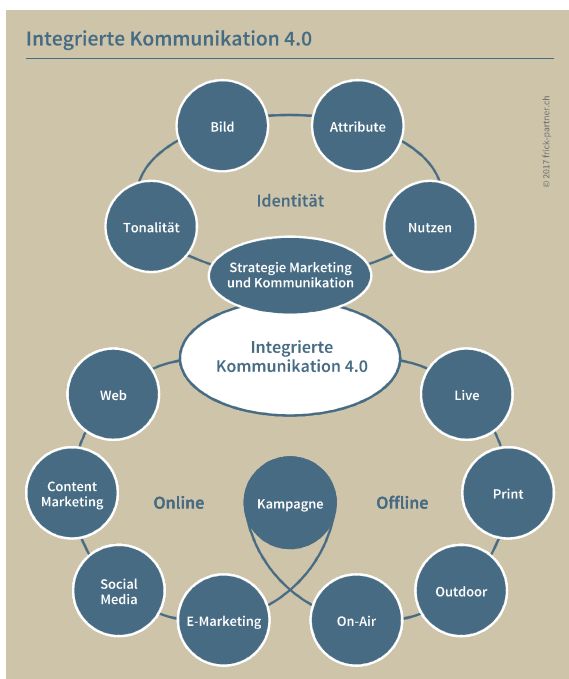 Integrierte Kommunikation 4.0
© 2017 frick-partner.ch
Bild
Attribute
Tonalität
Identität
Nutzen
Strategie Marketing
und Kommunikation
Integrierte
Kommunikation 4.0
Web
Live
Content
Marketing
Online
Kampagne
Offline
Print
Social
Media
Outdoor
E-Marketing
On-Air